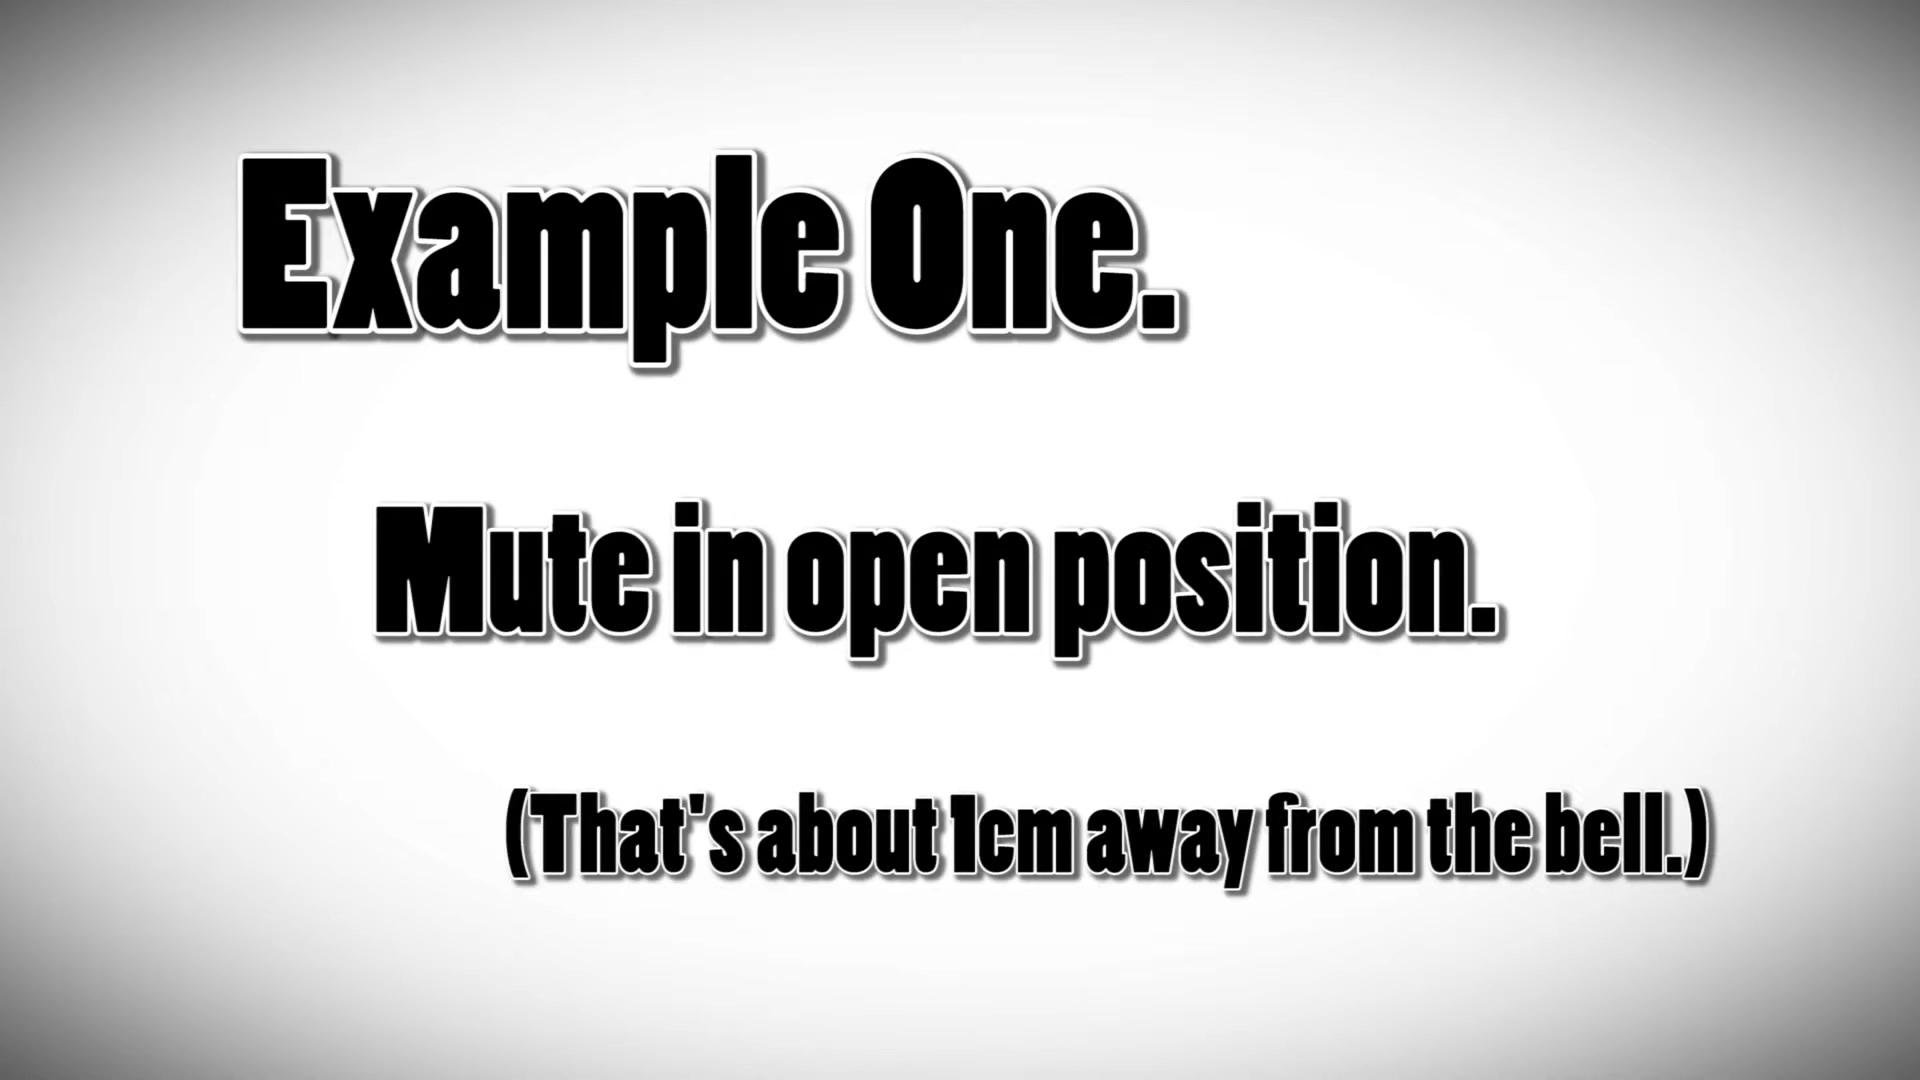 Example One.
Mute in open position.
(That's about 1cm away from the bell.)